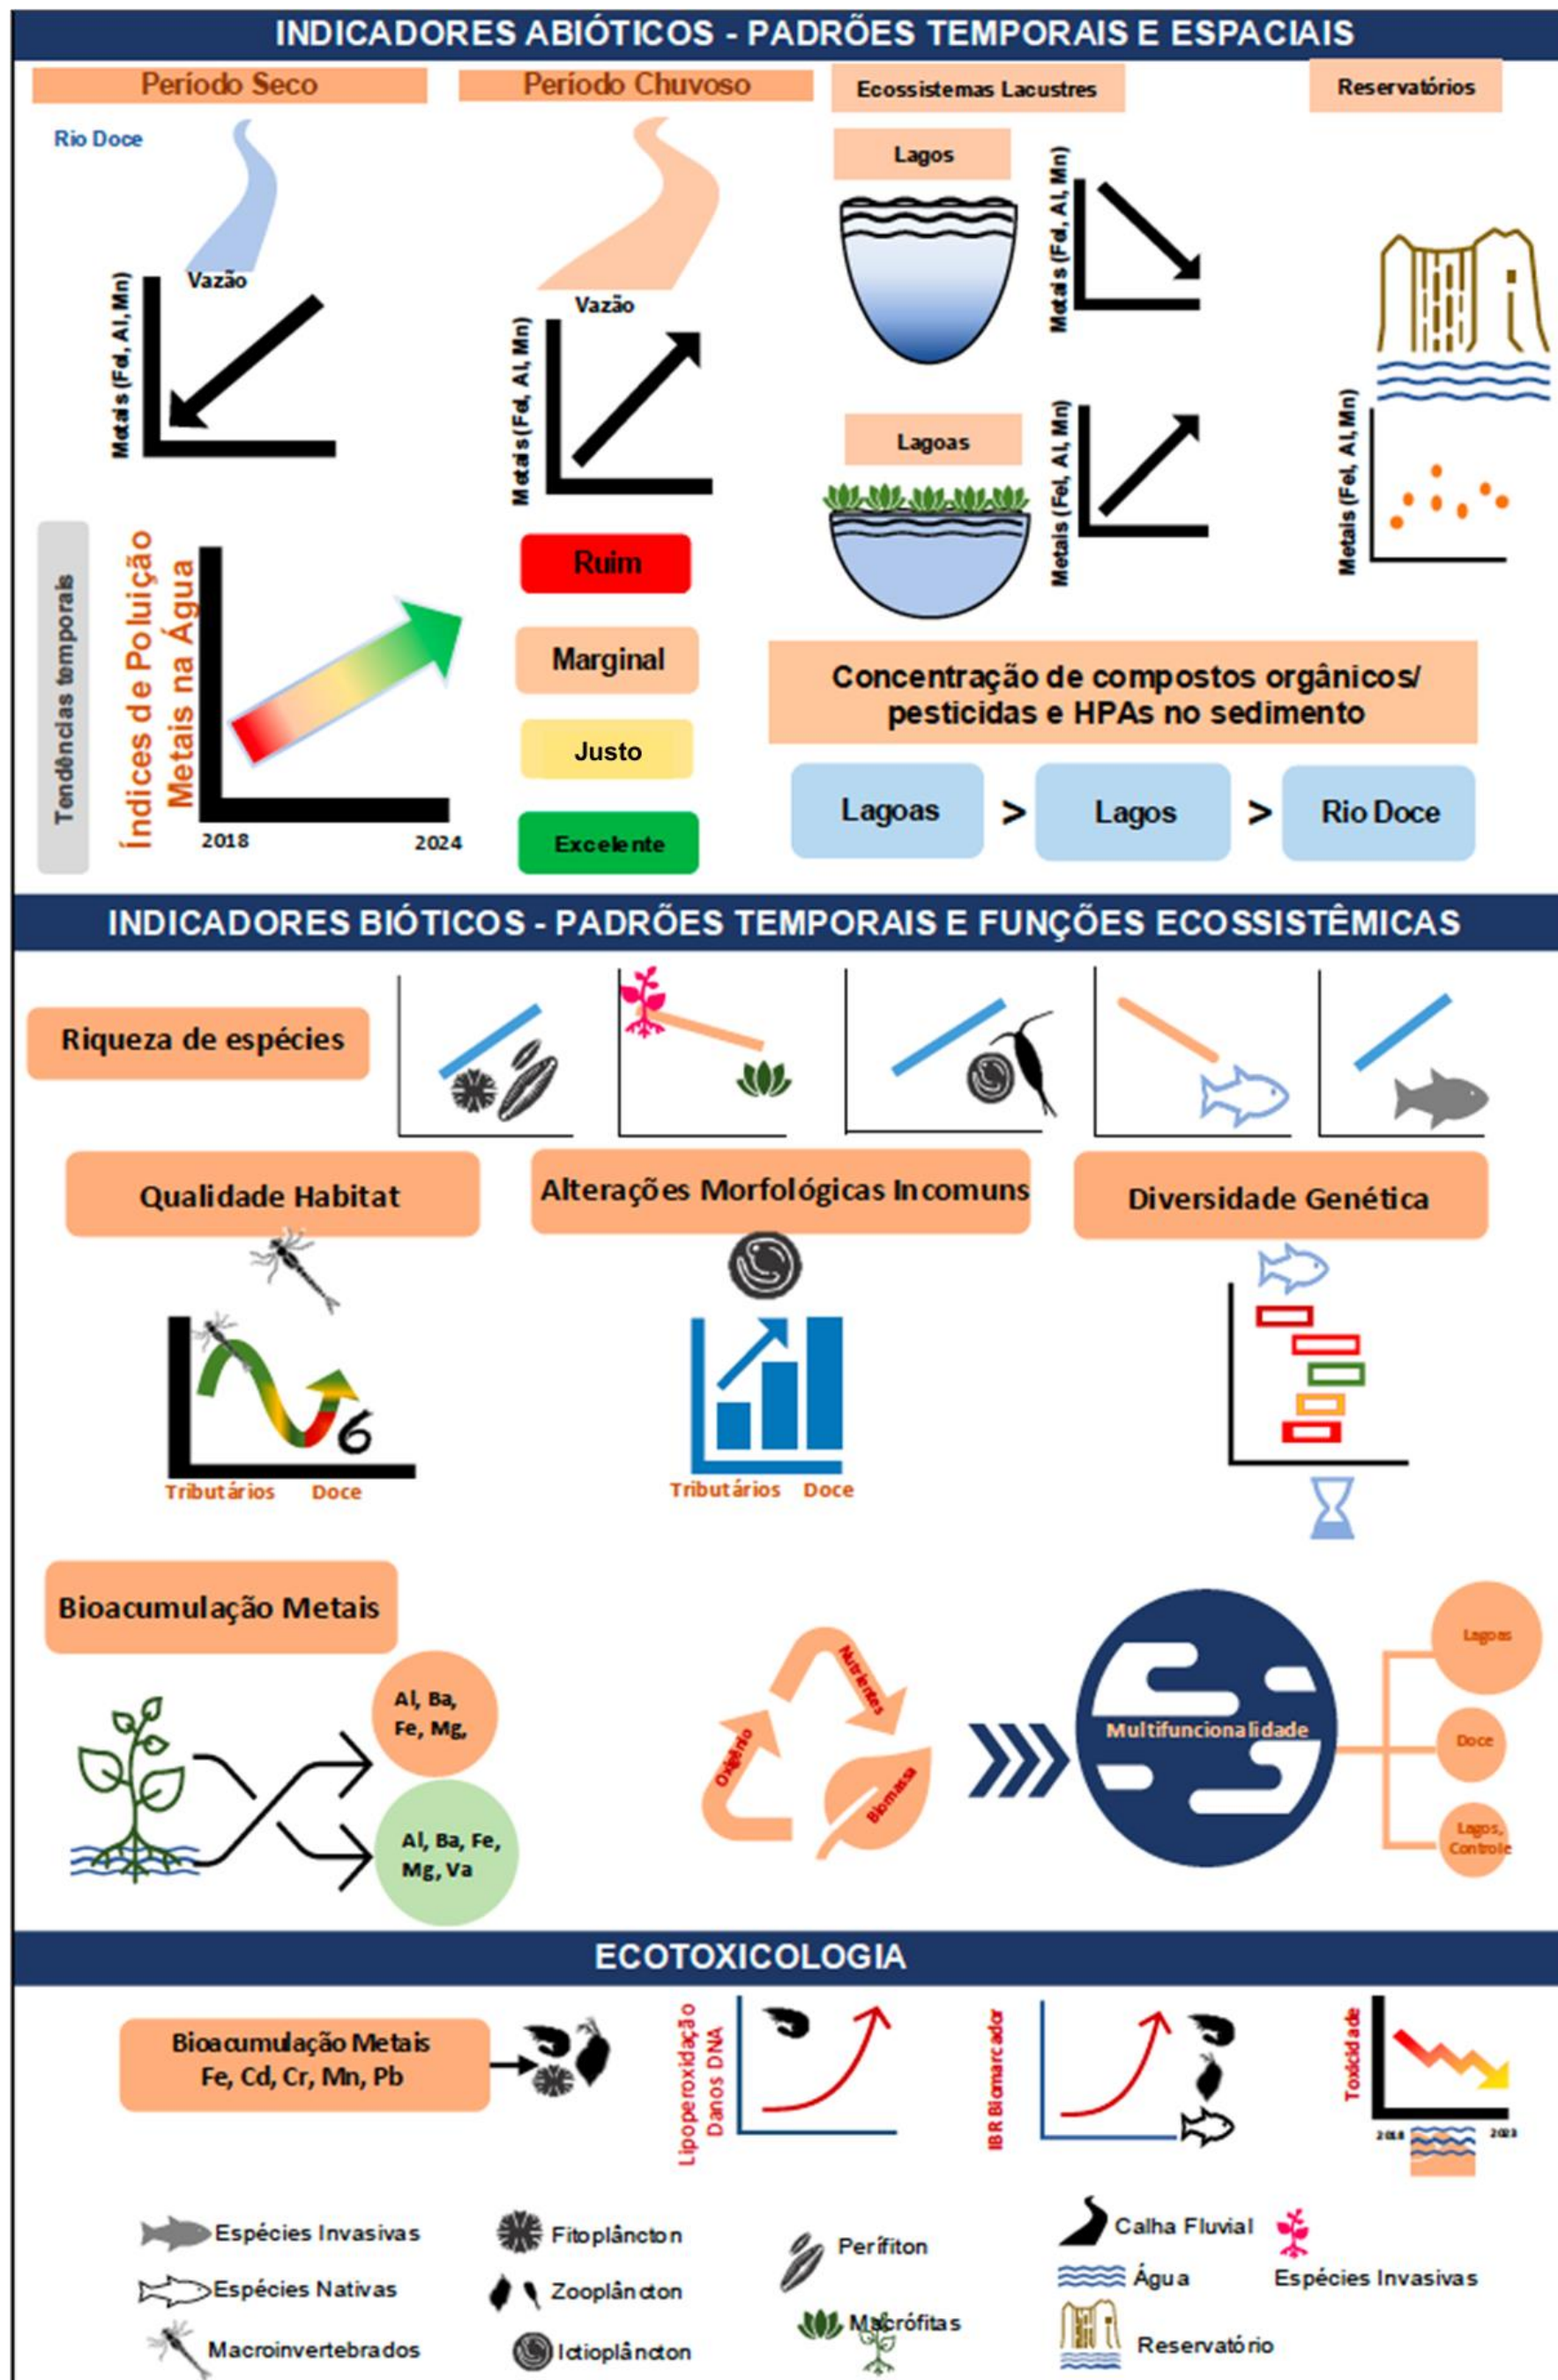 INDICADORES ABIÓTICOS - PADRÕES TEMPORAIS E ESPACIAIS
Período Seco
Período Chuvoso
Ecossistemas Lacustres
Reservatórios
Rio Doce
Lagos
Vazão
Metais (Fel, Al, Mn)
Vazão
Metais (Fel, Al, Mn)
Metais (Fel, Al, Mn)
Lagoas
Metais (Fel, Al, Mn)
Metais (Fel, Al, Mn)
Tendências temporais
Índices de Poluição
Metais na Água
2018
2024
Ruim
Marginal
Justo
Excelente
Concentração de compostos orgânicos/
pesticidas e HPAs no sedimento
Lagoas > Lagos > Rio Doce
INDICADORES BIÓTICOS - PADRÕES TEMPORAIS E FUNÇÕES ECOSSISTÊMICAS
Riqueza de espécies
Qualidade Habitat
Alterações Morfológicas Incomuns
Diversidade Genética
Tributários Doce
Tributários Doce
Bioacumulação Metais
Al, Ba,
Fe, Mg,
Al, Ba, Fe,
Mg, Va
Nutrientes
Oxigênio
Biomassa
Multifuncionalidade
Lagoas
Doce
Lagos,
Controle
ECOTOXICOLOGIA
Bioacumulação Metais
Fe, Cd, Cr, Mn, Pb
Lipoperoxidação
Danos DNA
IBR Biomarcador
Toxicidade
2018
2023
Espécies Invasivas
Fitoplâncton
Perífiton
Calha Fluvial
Espécies Nativas
Zooplâncton
Água
Espécies Invasivas
Macroinvertebrados
Ictioplâncton
Macrófitas
Reservatório